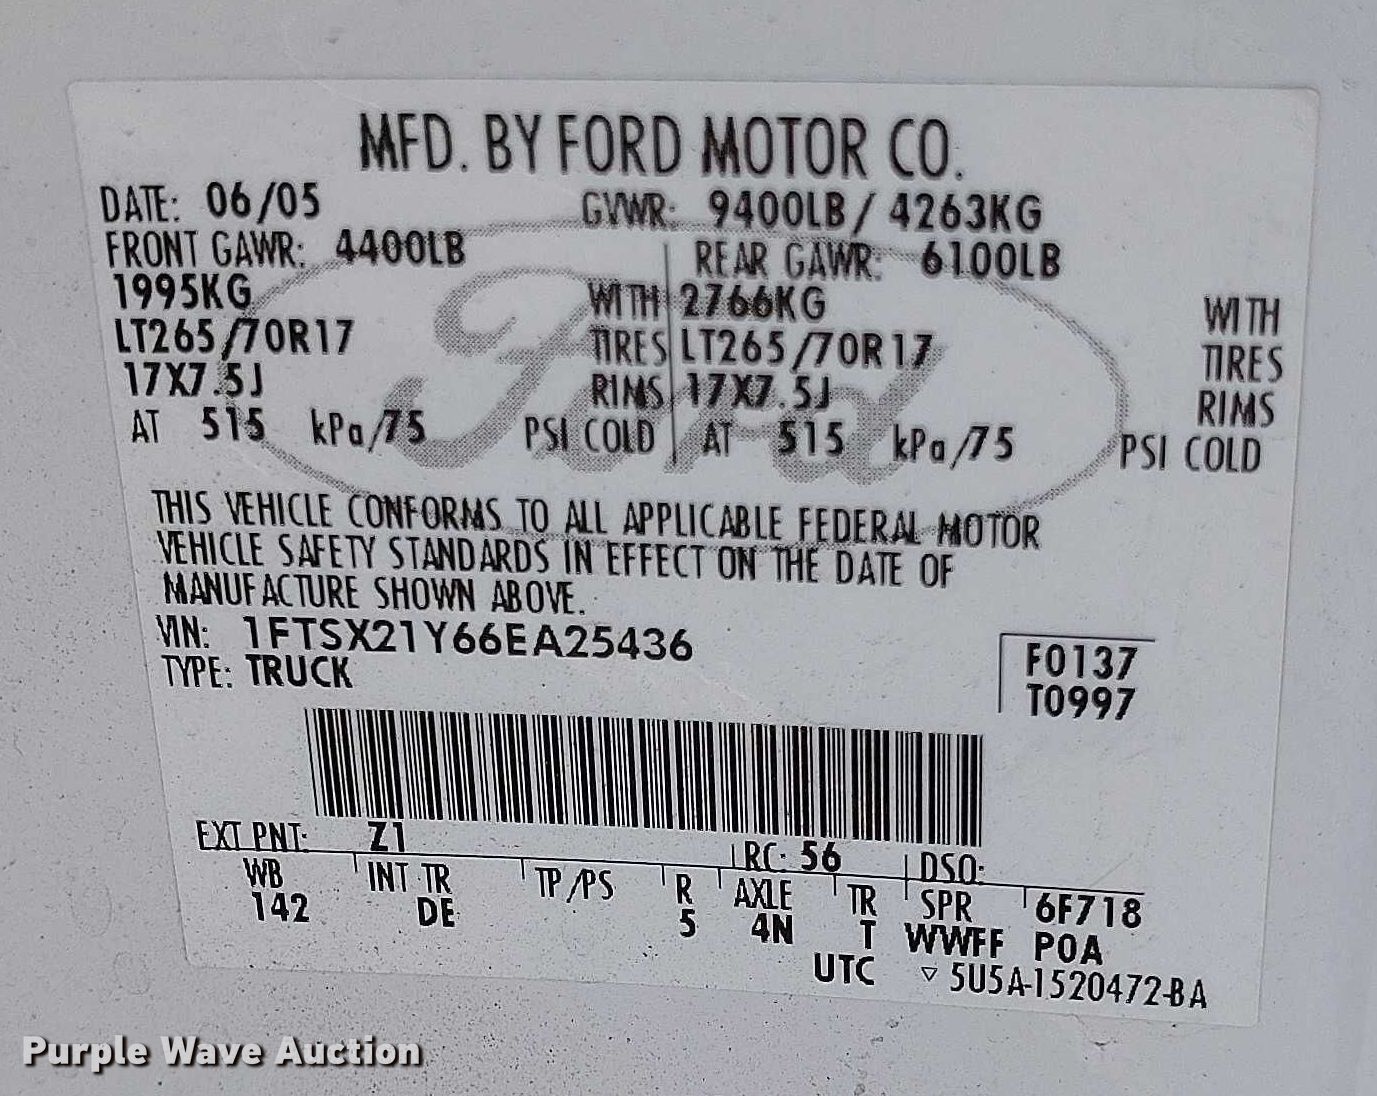 MFD. BY FORD MOTOR CO.
DATE: 06/05 GVWR: 9400LB/ 4263KG
FRONT GAWR: 4400LB REAR GAWR: 6100LB
1995KG WITH 2766KG WITH
LT265/70R17 TIRES LT265/70R17 TIRES
17X7.5J RIMS 17X7.5J RIMS
AT 515 kPa/75 PSI COLD AT 515 kPa/75 PSI COLD
Ford
THIS VEHICLE CONFORMS TO ALL APPLICABLE FEDERAL MOTOR
VEHICLE SAFETY STANDARDS IN EFFECT ON THE DATE OF
MANUFACTURE SHOWN ABOVE.
VIN: 1FTSX21Y66EA25436 F0137
TYPE: TRUCK T0997
EXT PNT: Z1 RC: 56 DSO:
WB INT TR TP/PS R AXLE TR SPR 6F718
142 DE 5 4N T WWFF POA
UTC ▽ 5U5A-1520472-BA
Purple Wave Auction